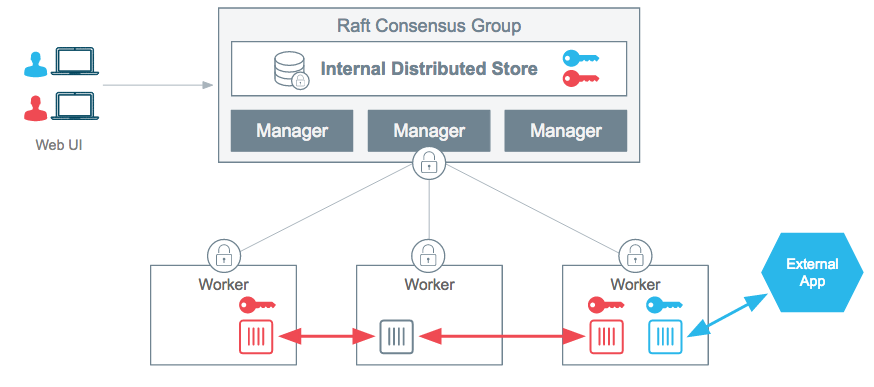 Raft Consensus Group
Internal Distributed Store
Manager Manager Manager
Web UI
Worker Worker Worker
External
App